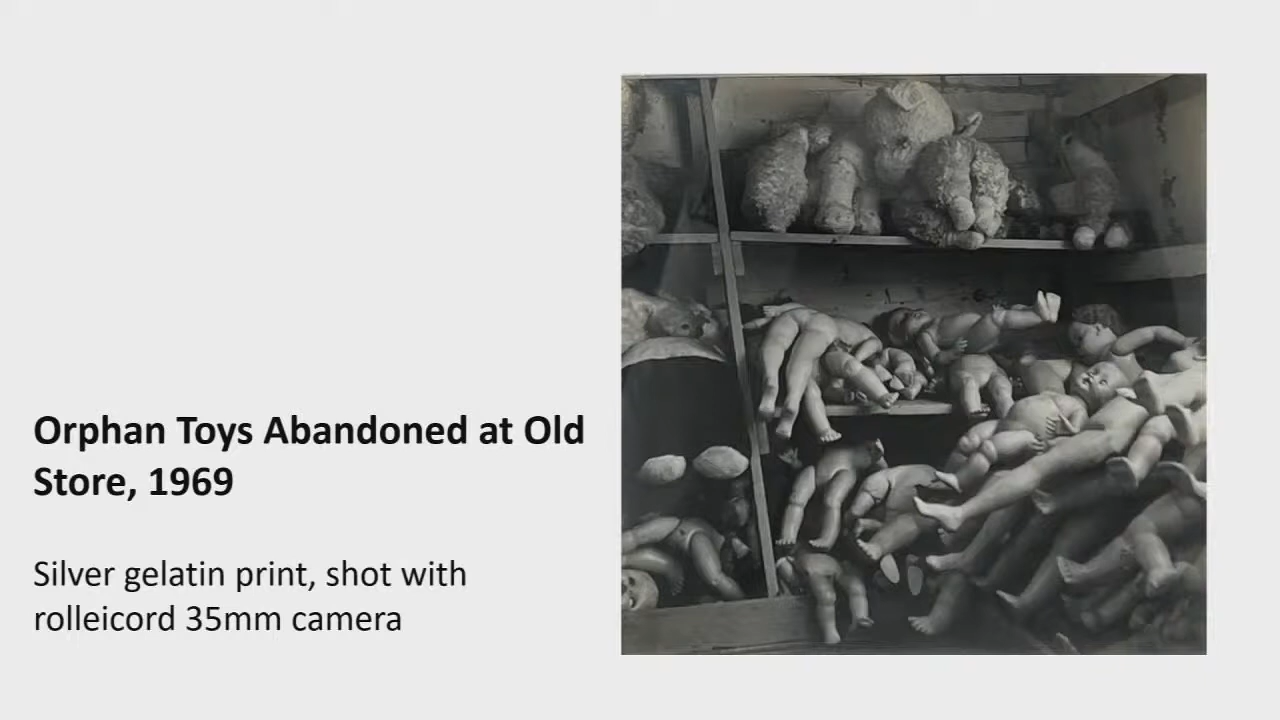 Orphan Toys Abandoned at Old
Store, 1969
Silver gelatin print, shot with
rolleicord 35mm camera